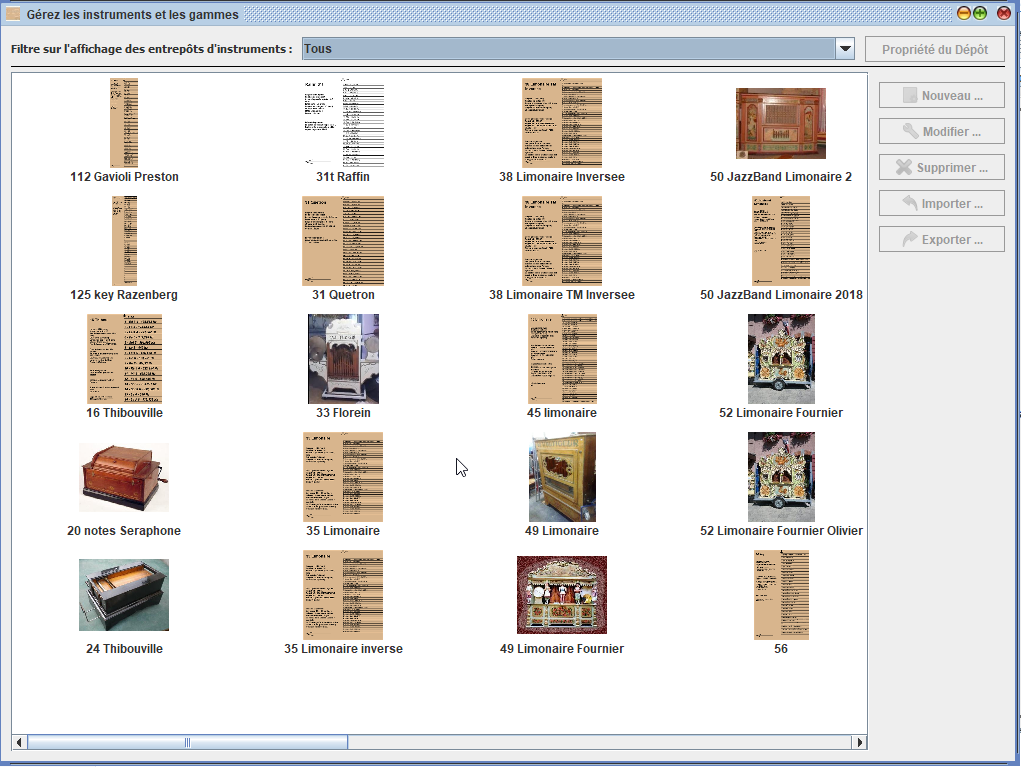 Gérez les instruments et les gammes
Filtre sur l'affichage des entrepôts d'instruments :
Tous
Propriété du Dépôt
Nouveau ...
Modifier ...
Supprimer ...
Importer ...
Exporter ...
112 Gavioli Preston
31t Raffin
38 Limonaire Inversee
50 JazzBand Limonaire 2
125 key Razenberg
31 Quetron
38 Limonaire TM Inversee
50 JazzBand Limonaire 2018
16 Thibouville
33 Florein
45 limonaire
52 Limonaire Fournier
20 notes Seraphone
35 Limonaire
49 Limonaire
52 Limonaire Fournier Olivier
24 Thibouville
35 Limonaire inverse
49 Limonaire Fournier
56